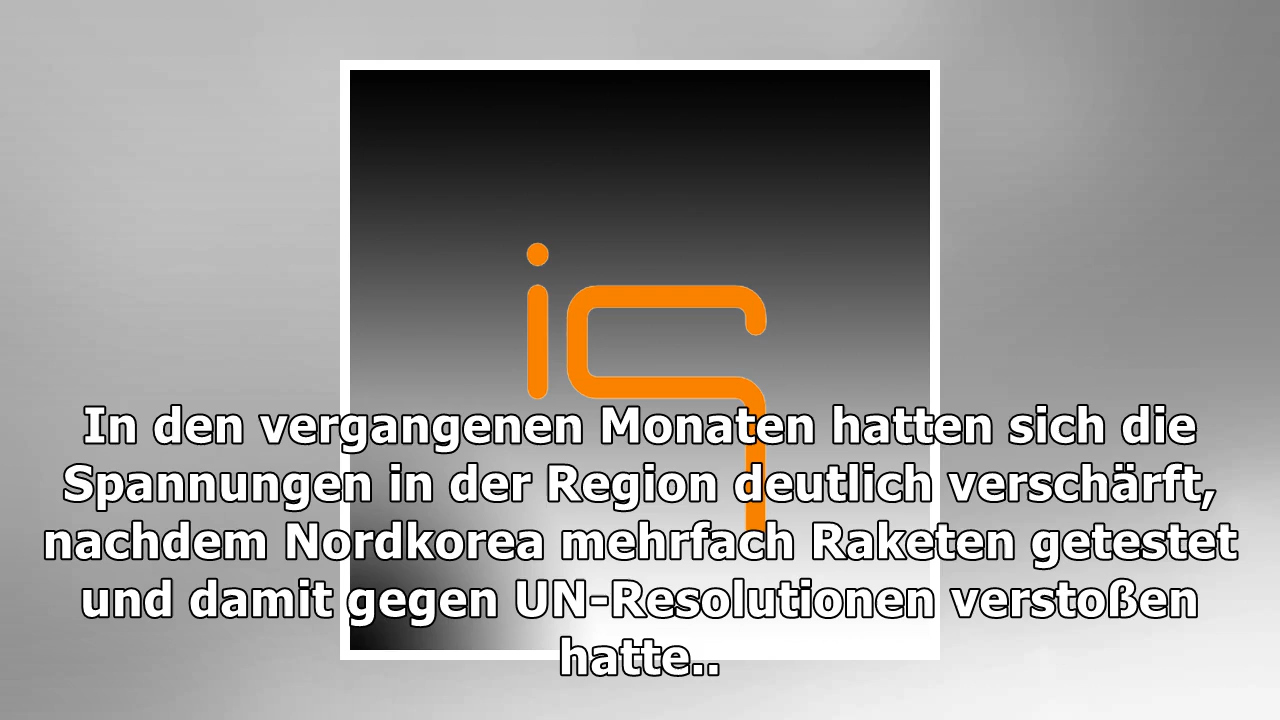 In den vergangenen Monaten hatten sich die
Spannungen in der Region deutlich verschärft,
nachdem Nordkorea mehrfach Raketen getestet
und damit gegen UN-Resolutionen verstoßen
hatte..